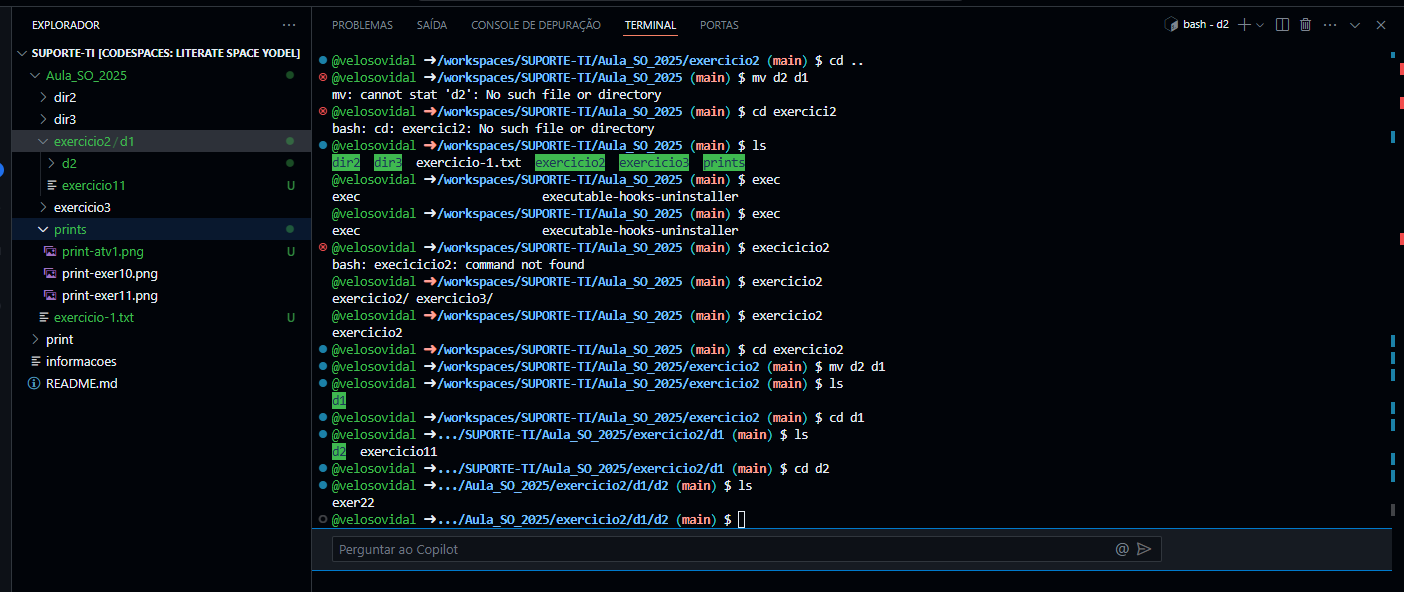 EXPLORADOR ...
SUPORTE-TI [CODESPACES: LITERATE SPACE YODEL]
Aula_SO_2025
dir2
dir3
exercicio2 / d1
d2
exercicio11 U
exercicio3
prints
print-atv1.png U
print-exer10.png
print-exer11.png
exercicio-1.txt U
print
informacoes
README.md
PROBLEMAS SAÍDA CONSOLE DE DEPURAÇÃO TERMINAL PORTAS bash - d2
@velosovidal ➜/workspaces/SUPORTE-TI/Aula_SO_2025/exercicio2 (main) $ cd ..
@velosovidal ➜/workspaces/SUPORTE-TI/Aula_SO_2025 (main) $ mv d2 d1
mv: cannot stat 'd2': No such file or directory
@velosovidal ➜/workspaces/SUPORTE-TI/Aula_SO_2025 (main) $ cd exercici2
bash: cd: exercici2: No such file or directory
@velosovidal ➜/workspaces/SUPORTE-TI/Aula_SO_2025 (main) $ ls
dir2 dir3 exercicio-1.txt exercicio2 exercicio3 prints
@velosovidal ➜/workspaces/SUPORTE-TI/Aula_SO_2025 (main) $ exec
exec executable-hooks-uninstaller
@velosovidal ➜/workspaces/SUPORTE-TI/Aula_SO_2025 (main) $ exec
exec executable-hooks-uninstaller
@velosovidal ➜/workspaces/SUPORTE-TI/Aula_SO_2025 (main) $ execicicio2
bash: execicicio2: command not found
@velosovidal ➜/workspaces/SUPORTE-TI/Aula_SO_2025 (main) $ exercicio2
exercicio2/ exercicio3/
@velosovidal ➜/workspaces/SUPORTE-TI/Aula_SO_2025 (main) $ exercicio2
exercicio2
@velosovidal ➜/workspaces/SUPORTE-TI/Aula_SO_2025 (main) $ cd exercicio2
@velosovidal ➜/workspaces/SUPORTE-TI/Aula_SO_2025/exercicio2 (main) $ mv d2 d1
@velosovidal ➜/workspaces/SUPORTE-TI/Aula_SO_2025/exercicio2 (main) $ ls
d1
@velosovidal ➜/workspaces/SUPORTE-TI/Aula_SO_2025/exercicio2 (main) $ cd d1
@velosovidal ➜.../SUPORTE-TI/Aula_SO_2025/exercicio2/d1 (main) $ ls
d2 exercicio11
@velosovidal ➜.../SUPORTE-TI/Aula_SO_2025/exercicio2/d1 (main) $ cd d2
@velosovidal ➜.../Aula_SO_2025/exercicio2/d1/d2 (main) $ ls
exer22
@velosovidal ➜.../Aula_SO_2025/exercicio2/d1/d2 (main) $
Perguntar ao Copilot @